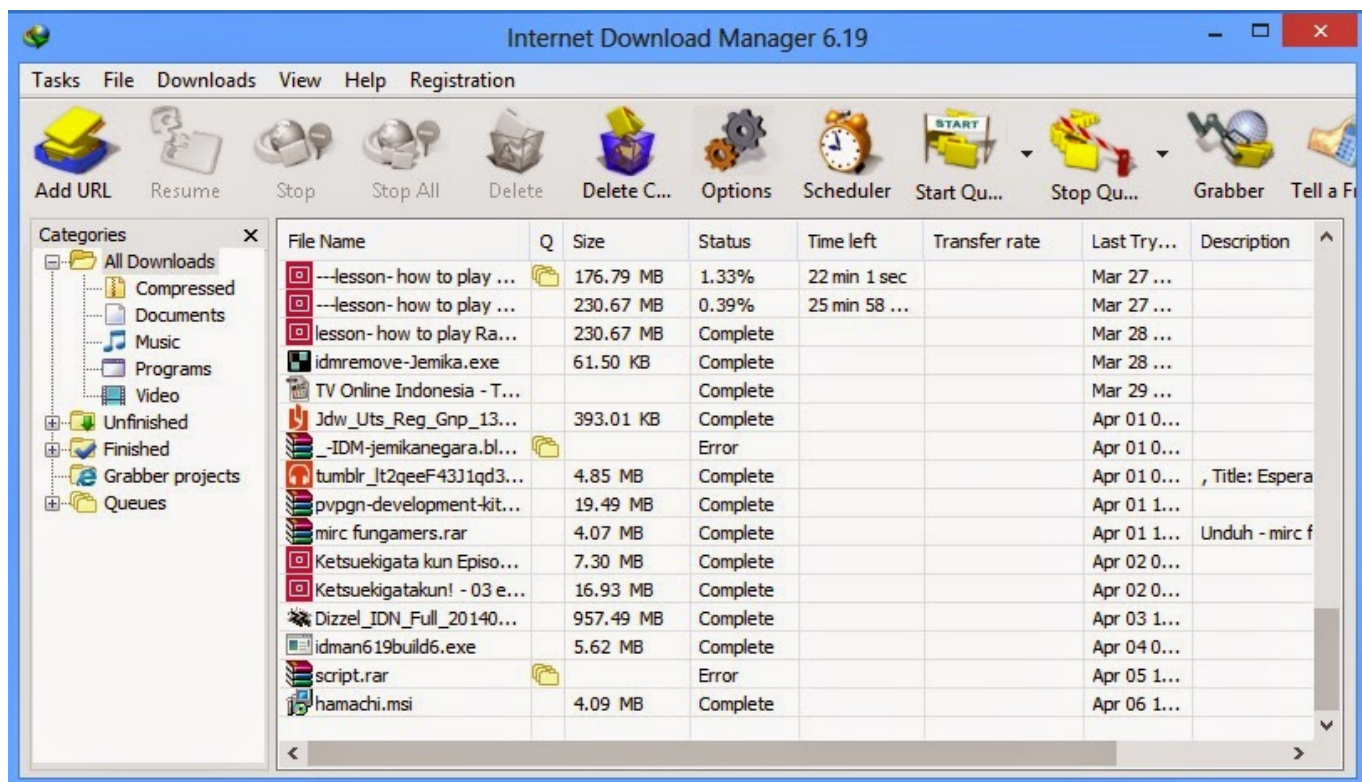 Internet Download Manager 6.19
Tasks File Downloads View Help Registration
START
Add URL Resume Stop Stop All Delete Delete C... Options Scheduler Start Qu... Stop Qu... Grabber Tell a Fr
Categories
All Downloads
Compressed
Documents
Music
Programs
Video
Unfinished
Finished
Grabber projects
Queues
File Name Q Size Status Time left Transfer rate Last Try... Description
---lesson- how to play ... 176.79 MB 1.33% 22 min 1 sec Mar 27 ...
---lesson- how to play ... 230.67 MB 0.39% 25 min 58 ... Mar 27 ...
lesson- how to play Ra... 230.67 MB Complete Mar 28 ...
idmremove-Jemika.exe 61.50 KB Complete Mar 28 ...
TV Online Indonesia - T... Complete Mar 29 ...
Jdw_Uts_Reg_Gnp_13... 393.01 KB Complete Apr 01 0...
_-IDM-jemikanegara.bl... Error Apr 01 0...
tumblr_lt2qeeF43J1qd3... 4.85 MB Complete Apr 01 0... , Title: Espera
pvpgn-development-kit... 19.49 MB Complete Apr 01 1...
mirc fungamers.rar 4.07 MB Complete Apr 01 1... Unduh - mirc f
Ketsuekigata kun Episo... 7.30 MB Complete Apr 02 0...
Ketsuekigatakun! - 03 e... 16.93 MB Complete Apr 02 0...
Dizzel_IDN_Full_20140... 957.49 MB Complete Apr 03 1...
idman619build6.exe 5.62 MB Complete Apr 04 0...
script.rar Error Apr 05 1...
hamachi.msi 4.09 MB Complete Apr 06 1...